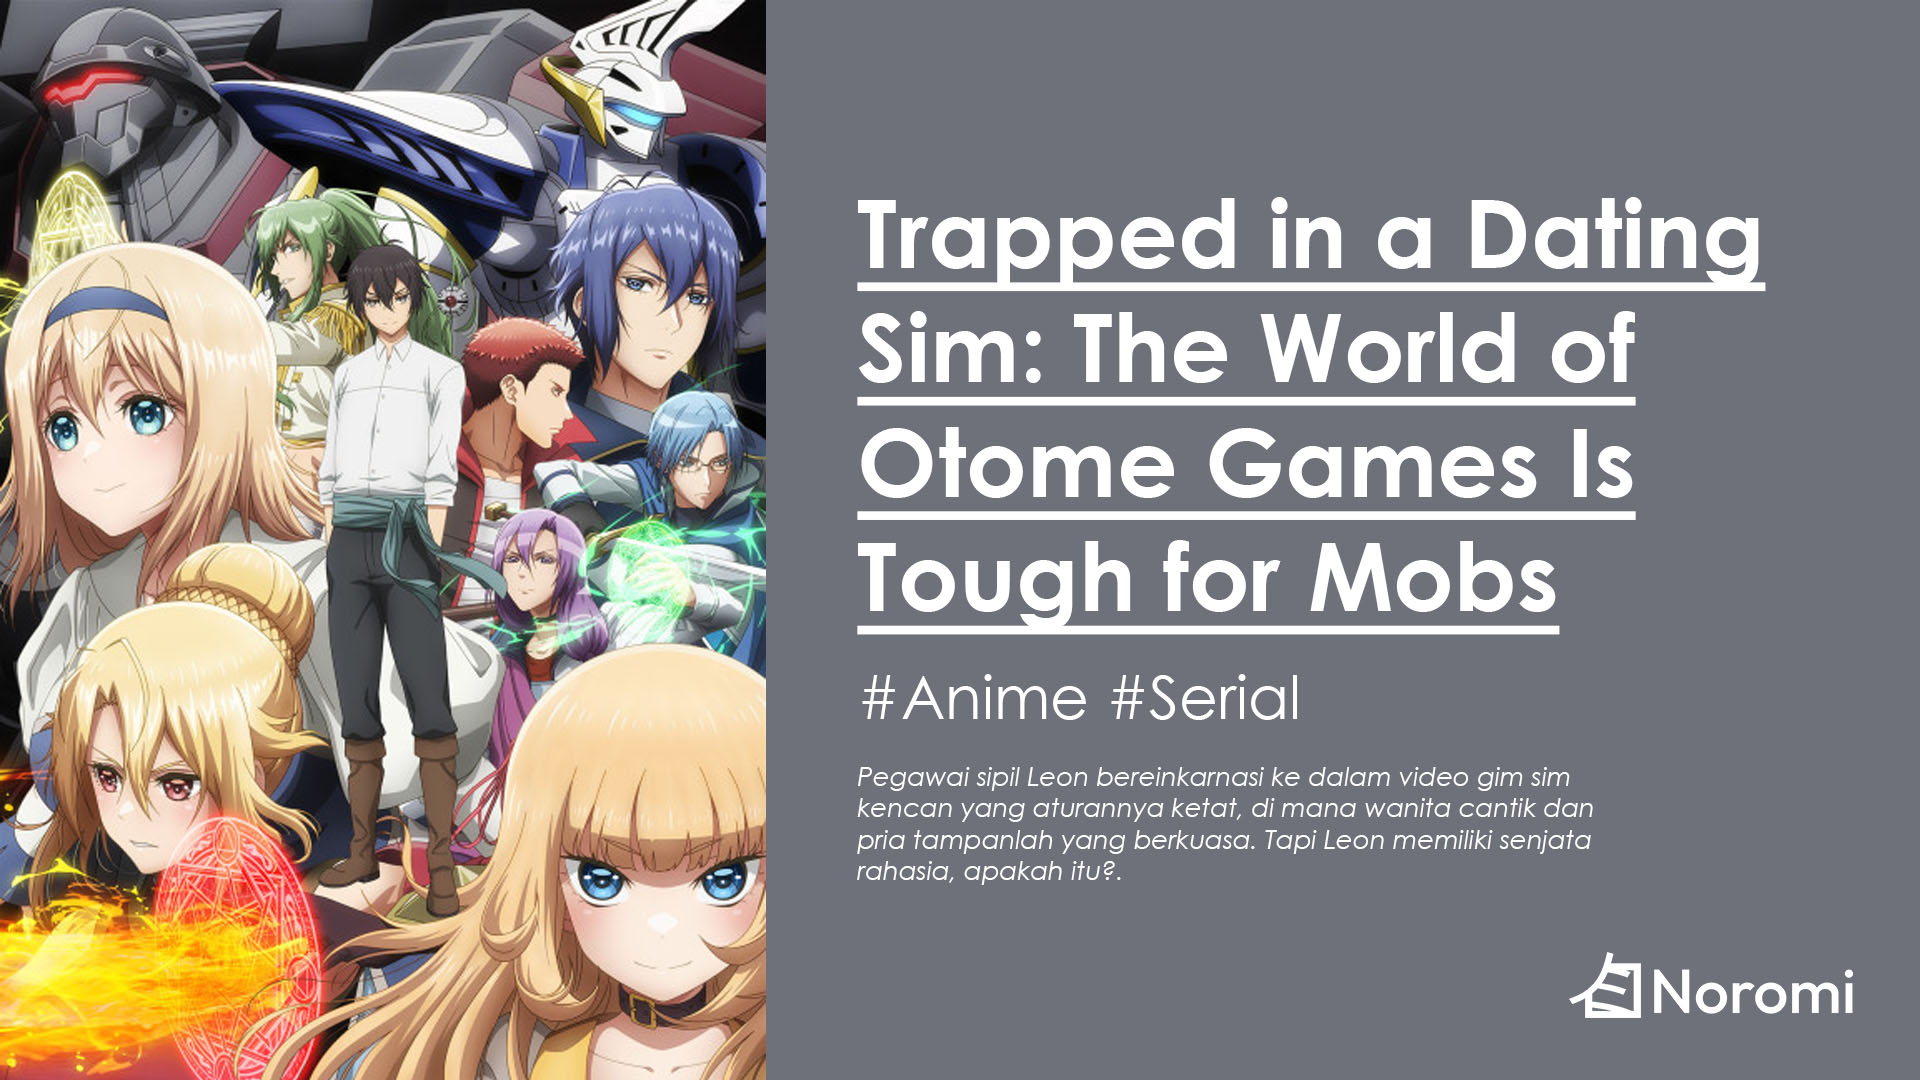 Trapped in a Dating
Sim: The World of
Otome Games Is
Tough for Mobs
#Anime #Serial
Pegawai sipil Leon bereinkarnasi ke dalam video gim sim
kencan yang aturannya ketat, di mana wanita cantik dan
pria tampanlah yang berkuasa. Tapi Leon memiliki senjata
rahasia, apakah itu?.
Noromi